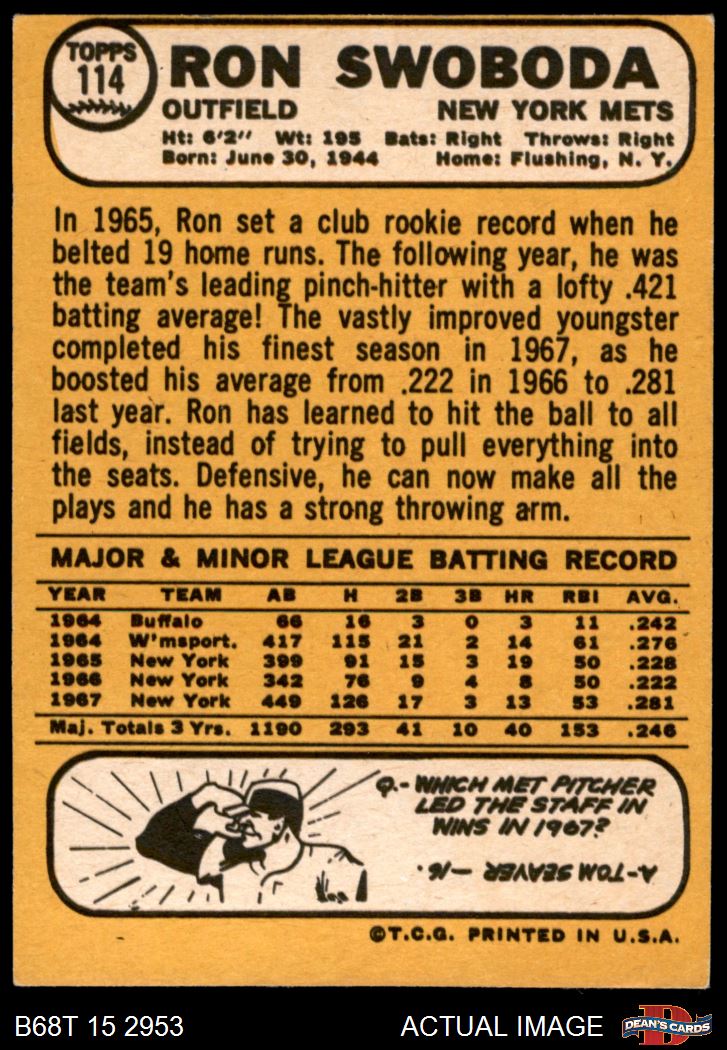 TOPPS
114
RON SWOBODA
OUTFIELD NEW YORK METS
Ht: 6'2" Wt: 195 Bats: Right Throws: Right
Born: June 30, 1944 Home: Flushing, N. Y.
In 1965, Ron set a club rookie record when he
belted 19 home runs. The following year, he was
the team's leading pinch-hitter with a lofty .421
batting average! The vastly improved youngster
completed his finest season in 1967, as he
boosted his average from .222 in 1966 to .281
last year. Ron has learned to hit the ball to all
fields, instead of trying to pull everything into
the seats. Defensive, he can now make all the
plays and he has a strong throwing arm.
MAJOR & MINOR LEAGUE BATTING RECORD
YEAR TEAM AB H 2B 3B HR RBI AVG.
1964 Buffalo 66 16 3 0 3 11 .242
1964 W'msport. 417 115 21 2 14 61 .276
1965 New York 399 91 15 3 19 50 .228
1966 New York 342 76 9 4 8 50 .222
1967 New York 449 126 17 3 13 53 .281
Maj. Totals 3 Yrs. 1190 293 41 10 40 153 .246
Q.- WHICH MET PITCHER
LED THE STAFF IN
WINS IN 1967?
A-TOM SEAVER -16.
©T.C.G. PRINTED IN U.S.A.
B68T 15 2953 ACTUAL IMAGE
D
DEAN'S CARDS